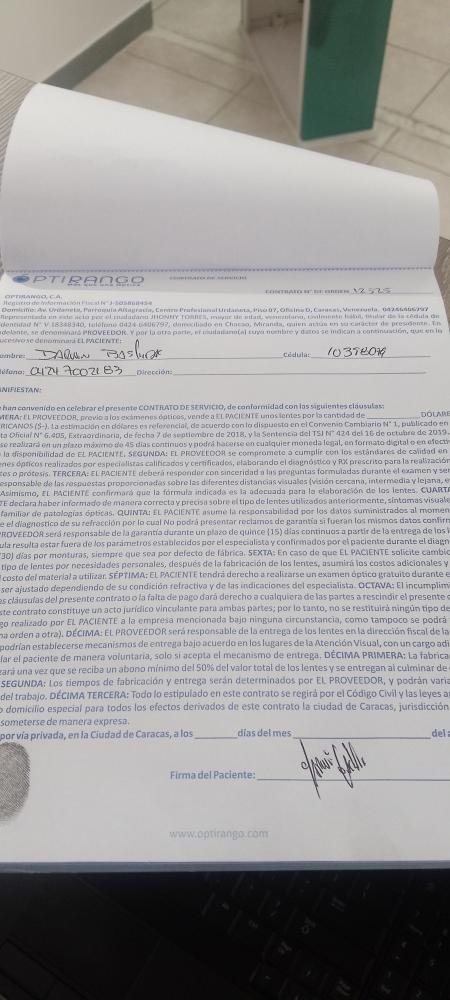 OPTIRANGO
CONTRATO DE SERVICIO
CONTRATO N° DE ORDEN 12525
OPTIRANGO, C.A.
Registro de Información Fiscal N° J-505868454
Domicilio: Av. Urdaneta, Parroquia Altagracia, Centro Profesional Urdaneta, Piso 07, Oficina D, Caracas, Venezuela. 04246406797
Representada en este acto por el ciudadano JHONNY TORRES, mayor de edad, venezolano, civilmente hábil, titular de la cédula de
identidad N° V-18348340, teléfono 0424-6406797, domiciliado en Chacao, Miranda, quien actúa en su carácter de presidente. En
adelante, se denominará PROVEEDOR. Y por la otra parte, el ciudadano(a) cuyo nombre y datos se indican a continuación, que en lo
sucesivo se denominará EL PACIENTE:
ombre: Cédula:
léfono: 04247002183 Dirección:
ANIFIESTAN:
e han convenido en celebrar el presente CONTRATO DE SERVICIO, de conformidad con las siguientes cláusulas:
MERA: EL PROVEEDOR, previo a los exámenes ópticos, vende a EL PACIENTE unos lentes por la cantidad de DÓLARE
RICANOS ($-). La estimación en dólares es referencial, de acuerdo con lo dispuesto en el Convenio Cambiario N° 1, publicado en
ta Oficial N° 6.405, Extraordinaria, de fecha 7 de septiembre de 2018, y la Sentencia del TSJ N° 424 del 16 de octubre de 2019.
se realizará en un plazo máximo de 45 días continuos y podrá hacerse en cualquier moneda legal, en formato digital o en efecti
la disponibilidad de EL PACIENTE. SEGUNDA: EL PROVEEDOR se compromete a cumplir con los estándares de calidad en
enes ópticos realizados por especialistas calificados y certificados, elaborando el diagnóstico y RX prescrito para la realización
tes o prótesis. TERCERA: EL PACIENTE deberá responder con sinceridad a las preguntas formuladas durante el examen y ser
esponsable de las respuestas proporcionadas sobre las diferentes distancias visuales (visión cercana, intermedia y lejana, e
Asimismo, EL PACIENTE confirmará que la fórmula indicada es la adecuada para la elaboración de los lentes. CUART
TE declara haber informado de manera correcta y precisa sobre el tipo de lentes utilizados anteriormente, síntomas visuale
familiar de patologías ópticas. QUINTA: EL PACIENTE asume la responsabilidad por los datos suministrados al momen
e el diagnostico de su refracción por lo cual No podrá presentar reclamos de garantía si fueran los mismos datos confirm
ROVEEDOR será responsable de la garantía durante un plazo de quince (15) días continuos a partir de la entrega de los l
ula resulta estar fuera de los parámetros establecidos por el especialista y confirmados por el paciente durante el diagn
30) días por monturas, siempre que sea por defecto de fábrica. SEXTA: En caso de que EL PACIENTE solicite cambio
tipo de lentes por necesidades personales, después de la fabricación de los lentes, asumirá los costos adicionales y
costo del material a utilizar. SÉPTIMA: EL PACIENTE tendrá derecho a realizarse un examen óptico gratuito durante e
ser ajustado dependiendo de su condición refractiva y de las indicaciones del especialista. OCTAVA: El incumplimi
s cláusulas del presente contrato o la falta de pago dará derecho a cualquiera de las partes a rescindir el presente c
ste contrato constituye un acto jurídico vinculante para ambas partes; por lo tanto, no se restituirá ningún tipo de
go realizado por EL PACIENTE a la empresa mencionada bajo ninguna circunstancia, como tampoco se podrá
na orden a otra). DÉCIMA: EL PROVEEDOR será responsable de la entrega de los lentes en la dirección fiscal de la
podrían establecerse mecanismos de entrega bajo acuerdo en los lugares de la Atención Visual, con un cargo adi
lar el paciente de manera voluntaria, solo si acepta el mecanismo de entrega. DÉCIMA PRIMERA: La fabrica
zará una vez que se reciba un abono mínimo del 50% del valor total de los lentes y se entregan al culminar de
SEGUNDA: Los tiempos de fabricación y entrega serán determinados por EL PROVEEDOR, y podrán varia
del trabajo. DÉCIMA TERCERA: Todo lo estipulado en este contrato se regirá por el Código Civil y las leyes ap
o domicilio especial para todos los efectos derivados de este contrato la ciudad de Caracas, jurisdicción
someterse de manera expresa.
por vía privada, en la Ciudad de Caracas, a los días del mes del a
Firma del Paciente:
www.optirango.com